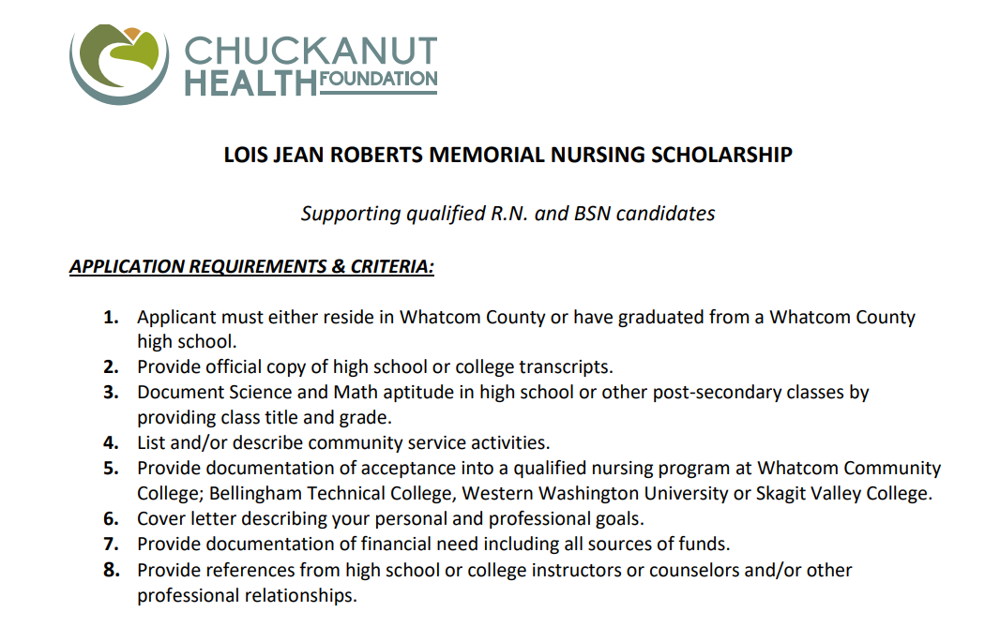 CHUCKANUT
HEALTH FOUNDATION
LOIS JEAN ROBERTS MEMORIAL NURSING SCHOLARSHIP
Supporting qualified R.N. and BSN candidates
APPLICATION REQUIREMENTS & CRITERIA:
1. Applicant must either reside in Whatcom County or have graduated from a Whatcom County
high school.
2. Provide official copy of high school or college transcripts.
3. Document Science and Math aptitude in high school or other post-secondary classes by
providing class title and grade.
4. List and/or describe community service activities.
5. Provide documentation of acceptance into a qualified nursing program at Whatcom Community
College; Bellingham Technical College, Western Washington University or Skagit Valley College.
6. Cover letter describing your personal and professional goals.
7. Provide documentation of financial need including all sources of funds.
8. Provide references from high school or college instructors or counselors and/or other
professional relationships.